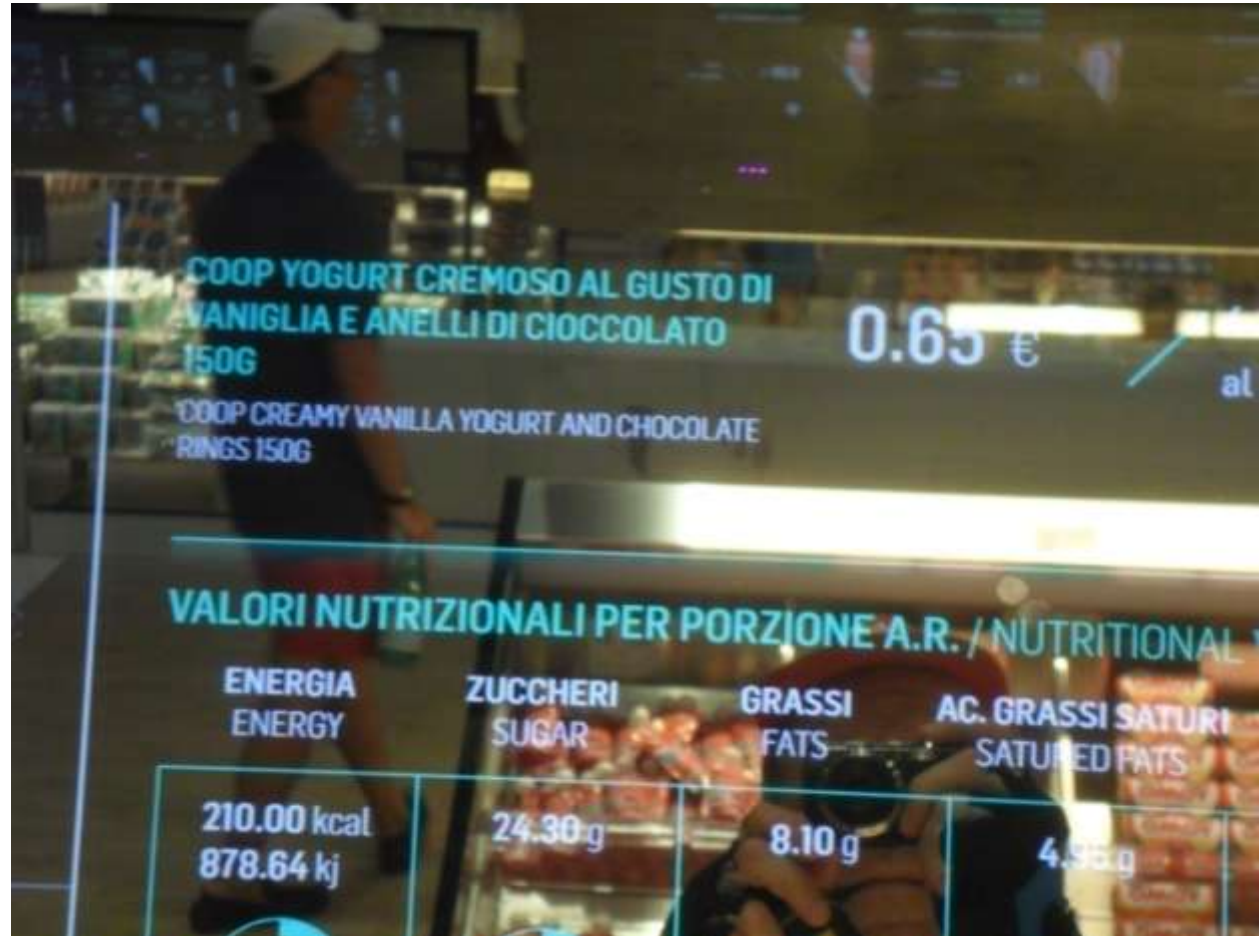 COOP YOGURT CREMOSO AL GUSTO DI
VANIGLIA E ANELLI DI CIOCCOLATO
150G
0.65 €
al
COOP CREAMY VANILLA YOGURT AND CHOCOLATE
RINGS 150G
VALORI NUTRIZIONALI PER PORZIONE A.R. / NUTRITIONAL
ENERGIA ZUCCHERI GRASSI AC. GRASSI SATURI
ENERGY SUGAR FATS SATURED FATS
210.00 kcal 24.30 g 8.10 g
878.64 kj